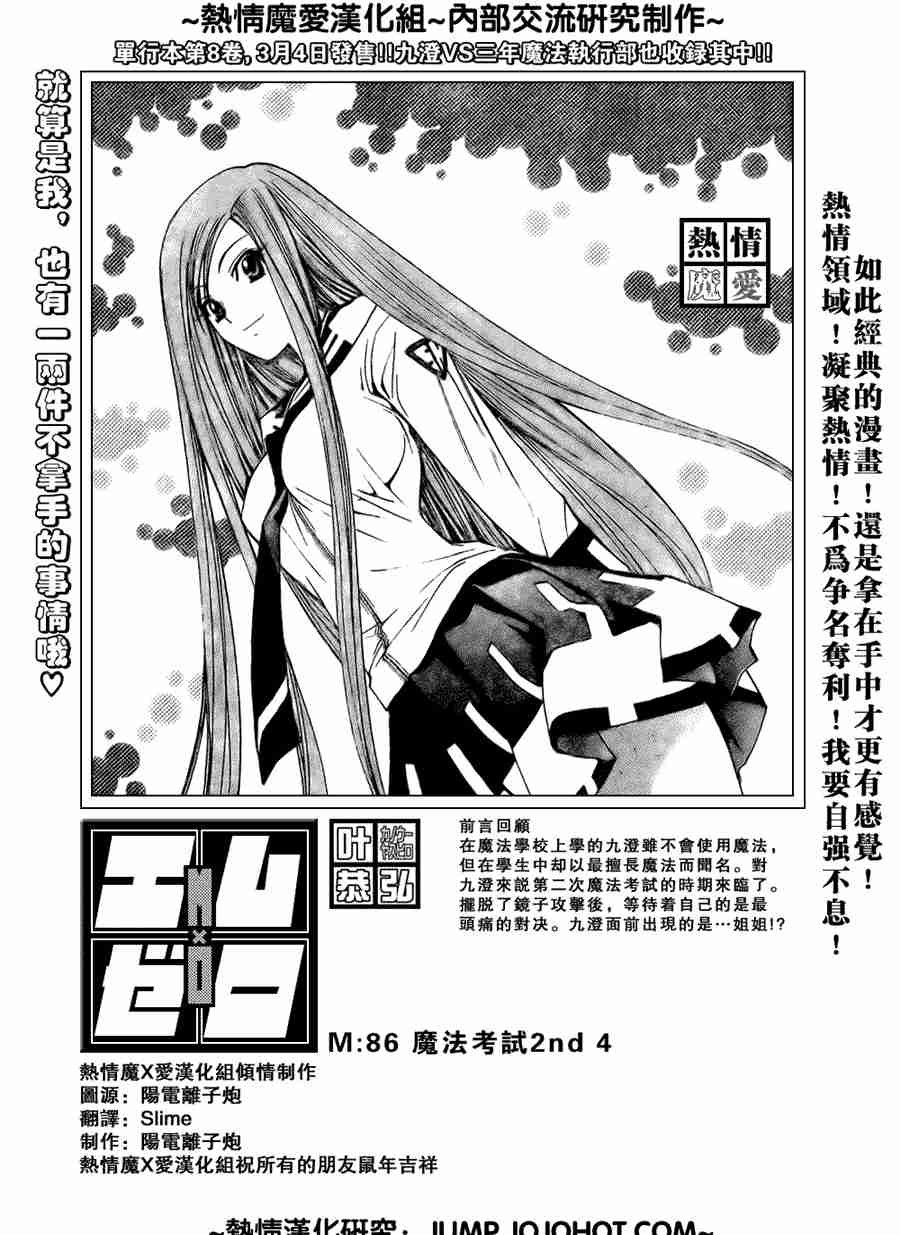 ~熱情魔愛漢化組~內部交流研究制作~
單行本第8卷,3月4日發售!!九澄VS三年魔法執行部也收録其中!!
如此經典的漫畫!還是拿在手中才更有感覺!
熱情領域!凝聚熱情!不爲争名奪利!我要自强不息!
熱情
魔愛
就算是我,也有一兩件不拿手的事情哦♥
エム
ゼロ
叶
恭弘
前言回顧
在魔法學校上學的九澄雖不會使用魔法,
但在學生中却以最擅長魔法而聞名。對
九澄来説第二次魔法考試的時期來臨了。
擺脱了鏡子攻擊後,等待着自己的是最
頭痛的對决。九澄面前出現的是…姐姐!?
M:86 魔法考試2nd 4
熱情魔X愛漢化組傾情制作
圖源：陽電離子炮
翻譯：Slime
制作：陽電離子炮
熱情魔X愛漢化組祝所有的朋友鼠年吉祥
~熱情漢化研究：JUMP.JOJOHOT.COM~